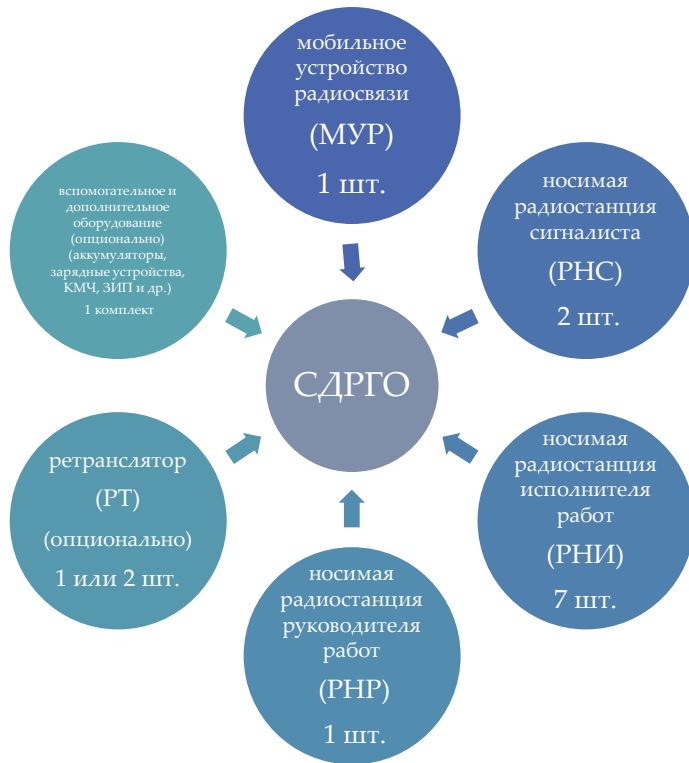 мобильное
устройство
радиосвязи
(МУР)
1 шт.
носимая
радиостанция
сигналиста
(РНС)
2 шт.
носимая
радиостанция
исполнителя
работ
(РНИ)
7 шт.
носимая
радиостанция
руководителя
работ
(РНР)
1 шт.
ретранслятор
(РТ)
(опционально)
1 или 2 шт.
вспомогательное и
дополнительное
оборудование
(опционально)
(аккумуляторы,
зарядные устройства,
КМЧ, ЗИП и др.)
1 комплект
СДРГО